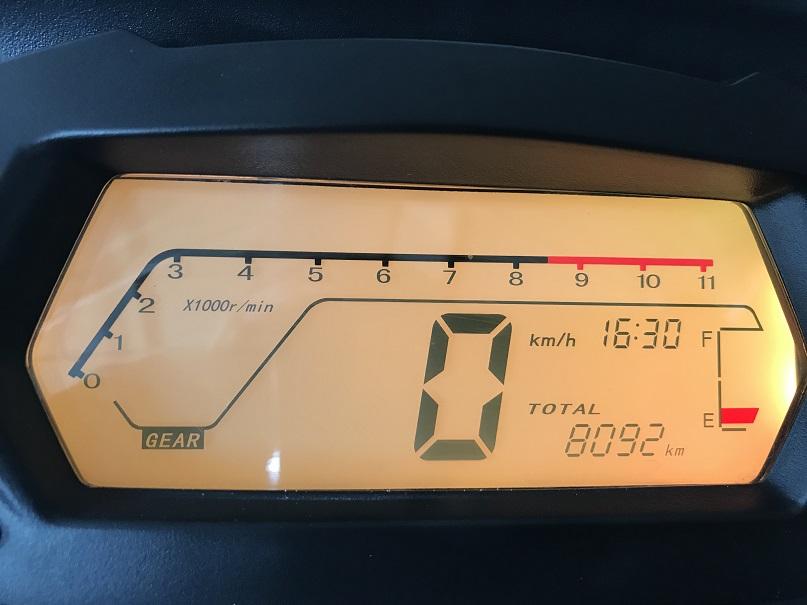 3 4 5 6 7 8 9 10 11
2
X1000r/min
1
0
GEAR
0 km/h 16:30 F
TOTAL
E
8092 km